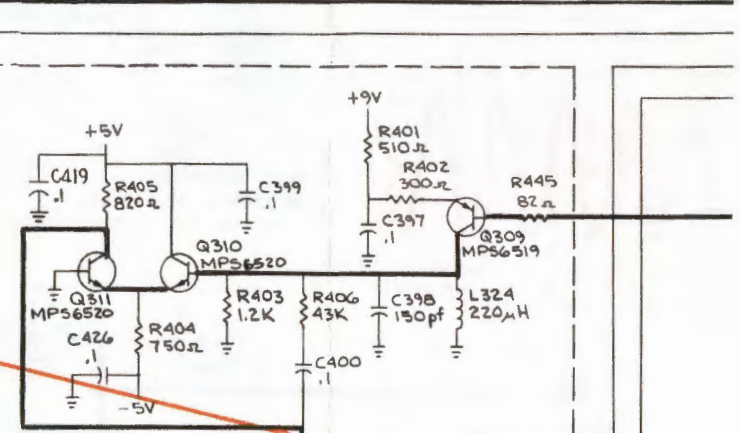 +9V
+5V
R401
510Ω
R402
300Ω
R445
82Ω
C419
.1
R405
820Ω
C399
.1
C397
.1
Q309
MPS6519
Q310
MPS6520
Q311
MPS6520
R403
1.2K
R406
43K
C398
150pf
L324
220μH
C426
.1
R404
750Ω
C400
.1
-5V